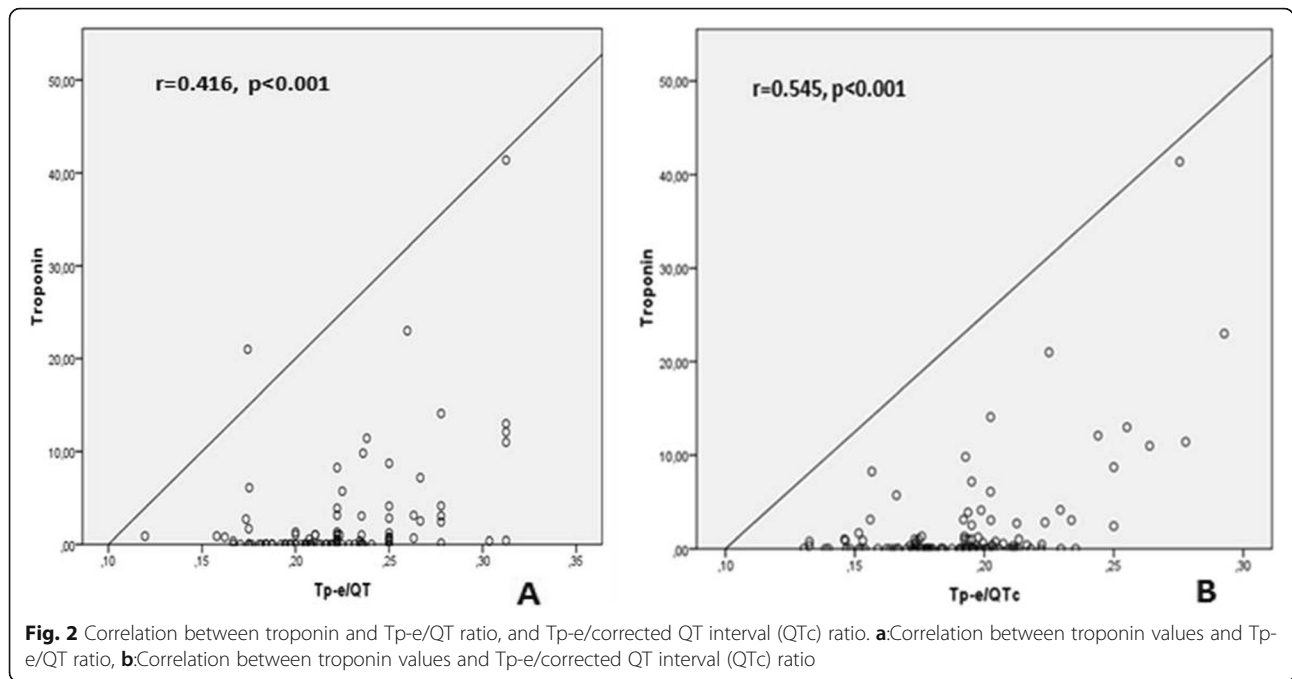 r=0.416, p<0.001
Troponin
50,00
40,00
30,00
20,00
10,00
,00
,10 ,15 ,20 ,25 ,30 ,35
Tp-e/QT
A
r=0.545, p<0.001
Troponin
50,00
40,00
30,00
20,00
10,00
,00
,10 ,15 ,20 ,25 ,30
Tp-e/QTc
B
Fig. 2 Correlation between troponin and Tp-e/QT ratio, and Tp-e/corrected QT interval (QTc) ratio. a:Correlation between troponin values and Tp-
e/QT ratio, b:Correlation between troponin values and Tp-e/corrected QT interval (QTc) ratio